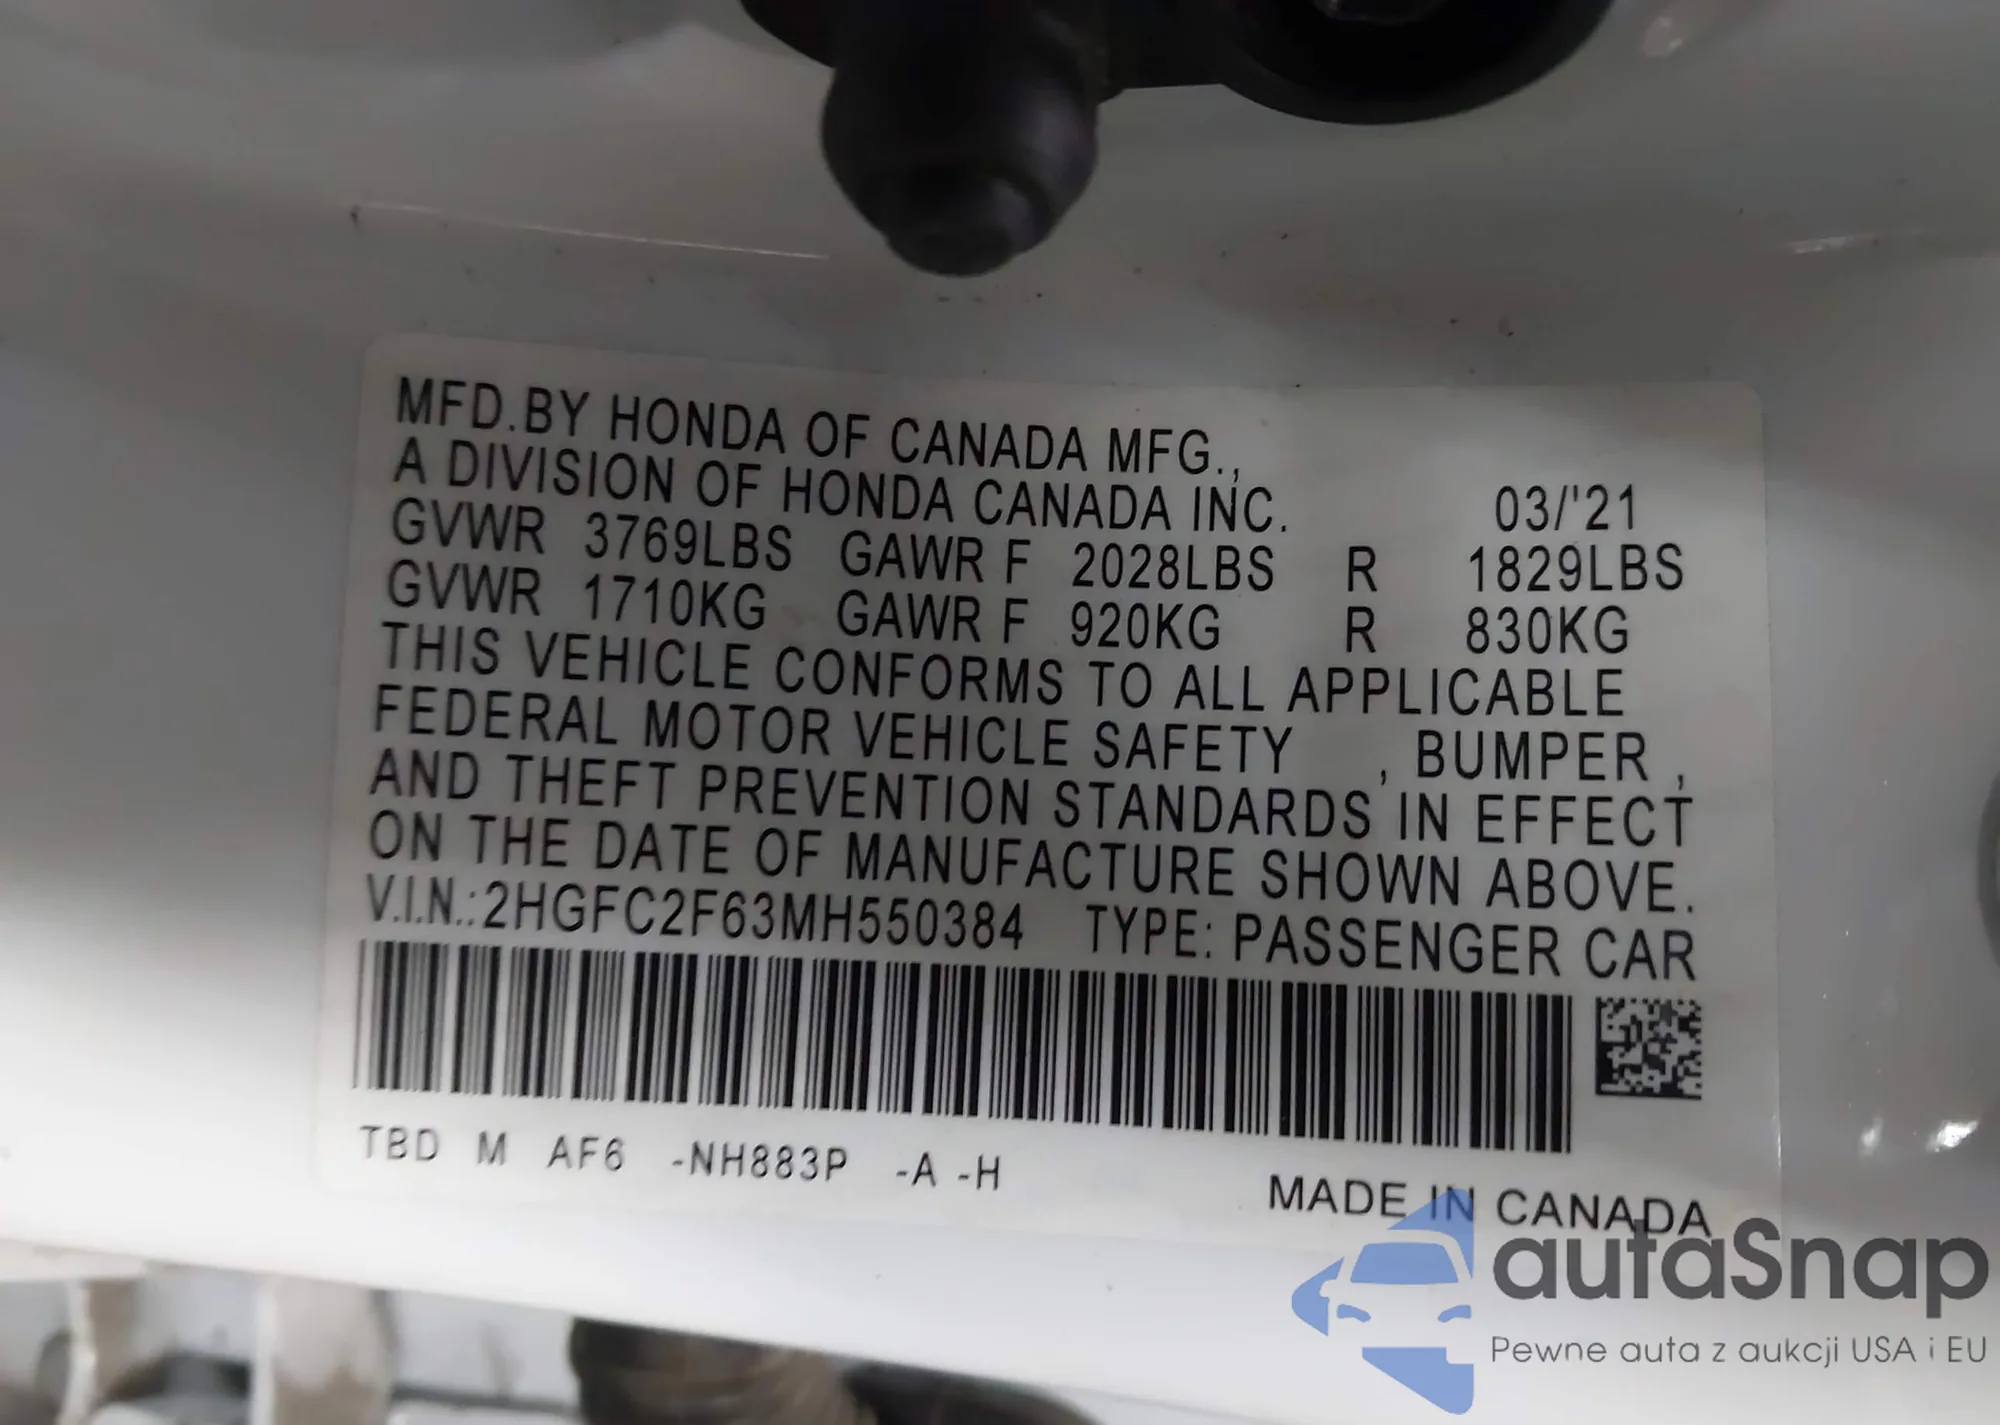 MFD.BY HONDA OF CANADA MFG.,
A DIVISION OF HONDA CANADA INC. 03/'21
GVWR 3769LBS GAWR F 2028LBS R 1829LBS
GVWR 1710KG GAWR F 920KG R 830KG
THIS VEHICLE CONFORMS TO ALL APPLICABLE
FEDERAL MOTOR VEHICLE SAFETY , BUMPER ,
AND THEFT PREVENTION STANDARDS IN EFFECT
ON THE DATE OF MANUFACTURE SHOWN ABOVE.
V.I.N.:2HGFC2F63MH550384 TYPE: PASSENGER CAR
TBD M AF6 -NH883P -A -H
MADE IN CANADA
autaSnap
Pewne auta z aukcji USA i EU